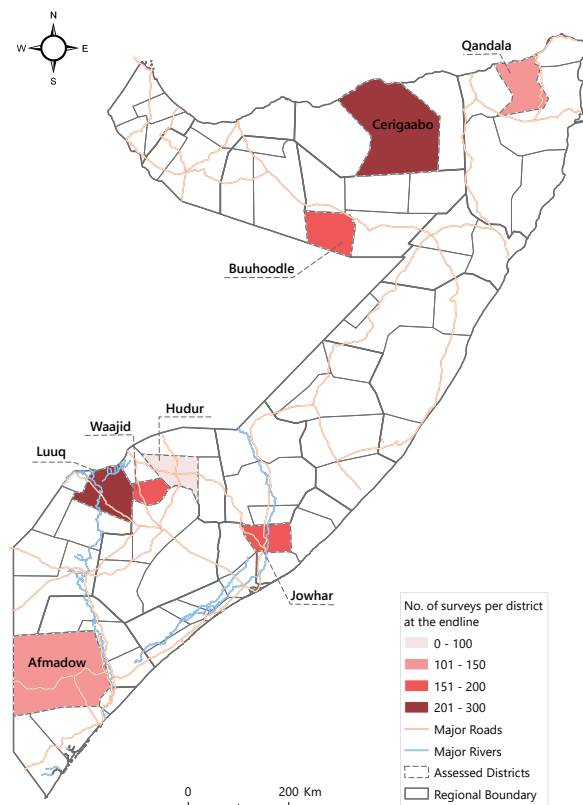 N
W
E
S
Qandala
Cerigaabo
Buuhoodle
Hudur
Waajid
Luuq
Jowhar
Afmadow
No. of surveys per district
at the endline
0 - 100
101 - 150
151 - 200
201 - 300
Major Roads
Major Rivers
Assessed Districts
Regional Boundary
0 200 Km